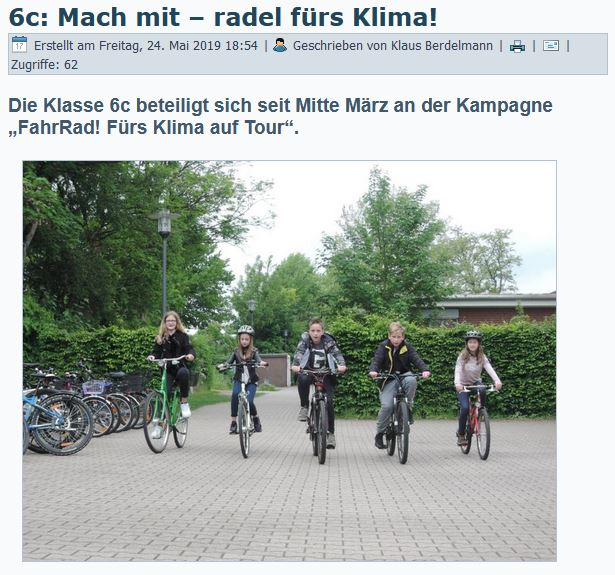 6c: Mach mit – radel fürs Klima!
Erstellt am Freitag, 24. Mai 2019 18:54 | Geschrieben von Klaus Berdelmann | | |
Zugriffe: 62
Die Klasse 6c beteiligt sich seit Mitte März an der Kampagne
„FahrRad! Fürs Klima auf Tour“.